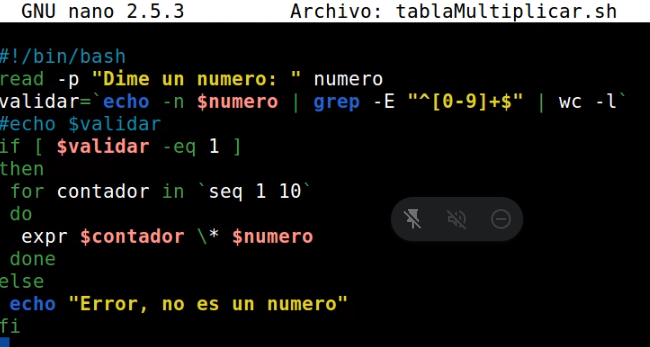 GNU nano 2.5.3 Archivo: tablaMultiplicar.sh
#!/bin/bash
read -p "Dime un numero: " numero
validar=`echo -n $numero | grep -E "^[0-9]+$" | wc -l`
#echo $validar
if [ $validar -eq 1 ]
then
 for contador in `seq 1 10`
 do
  expr $contador \* $numero
 done
else
 echo "Error, no es un numero"
fi